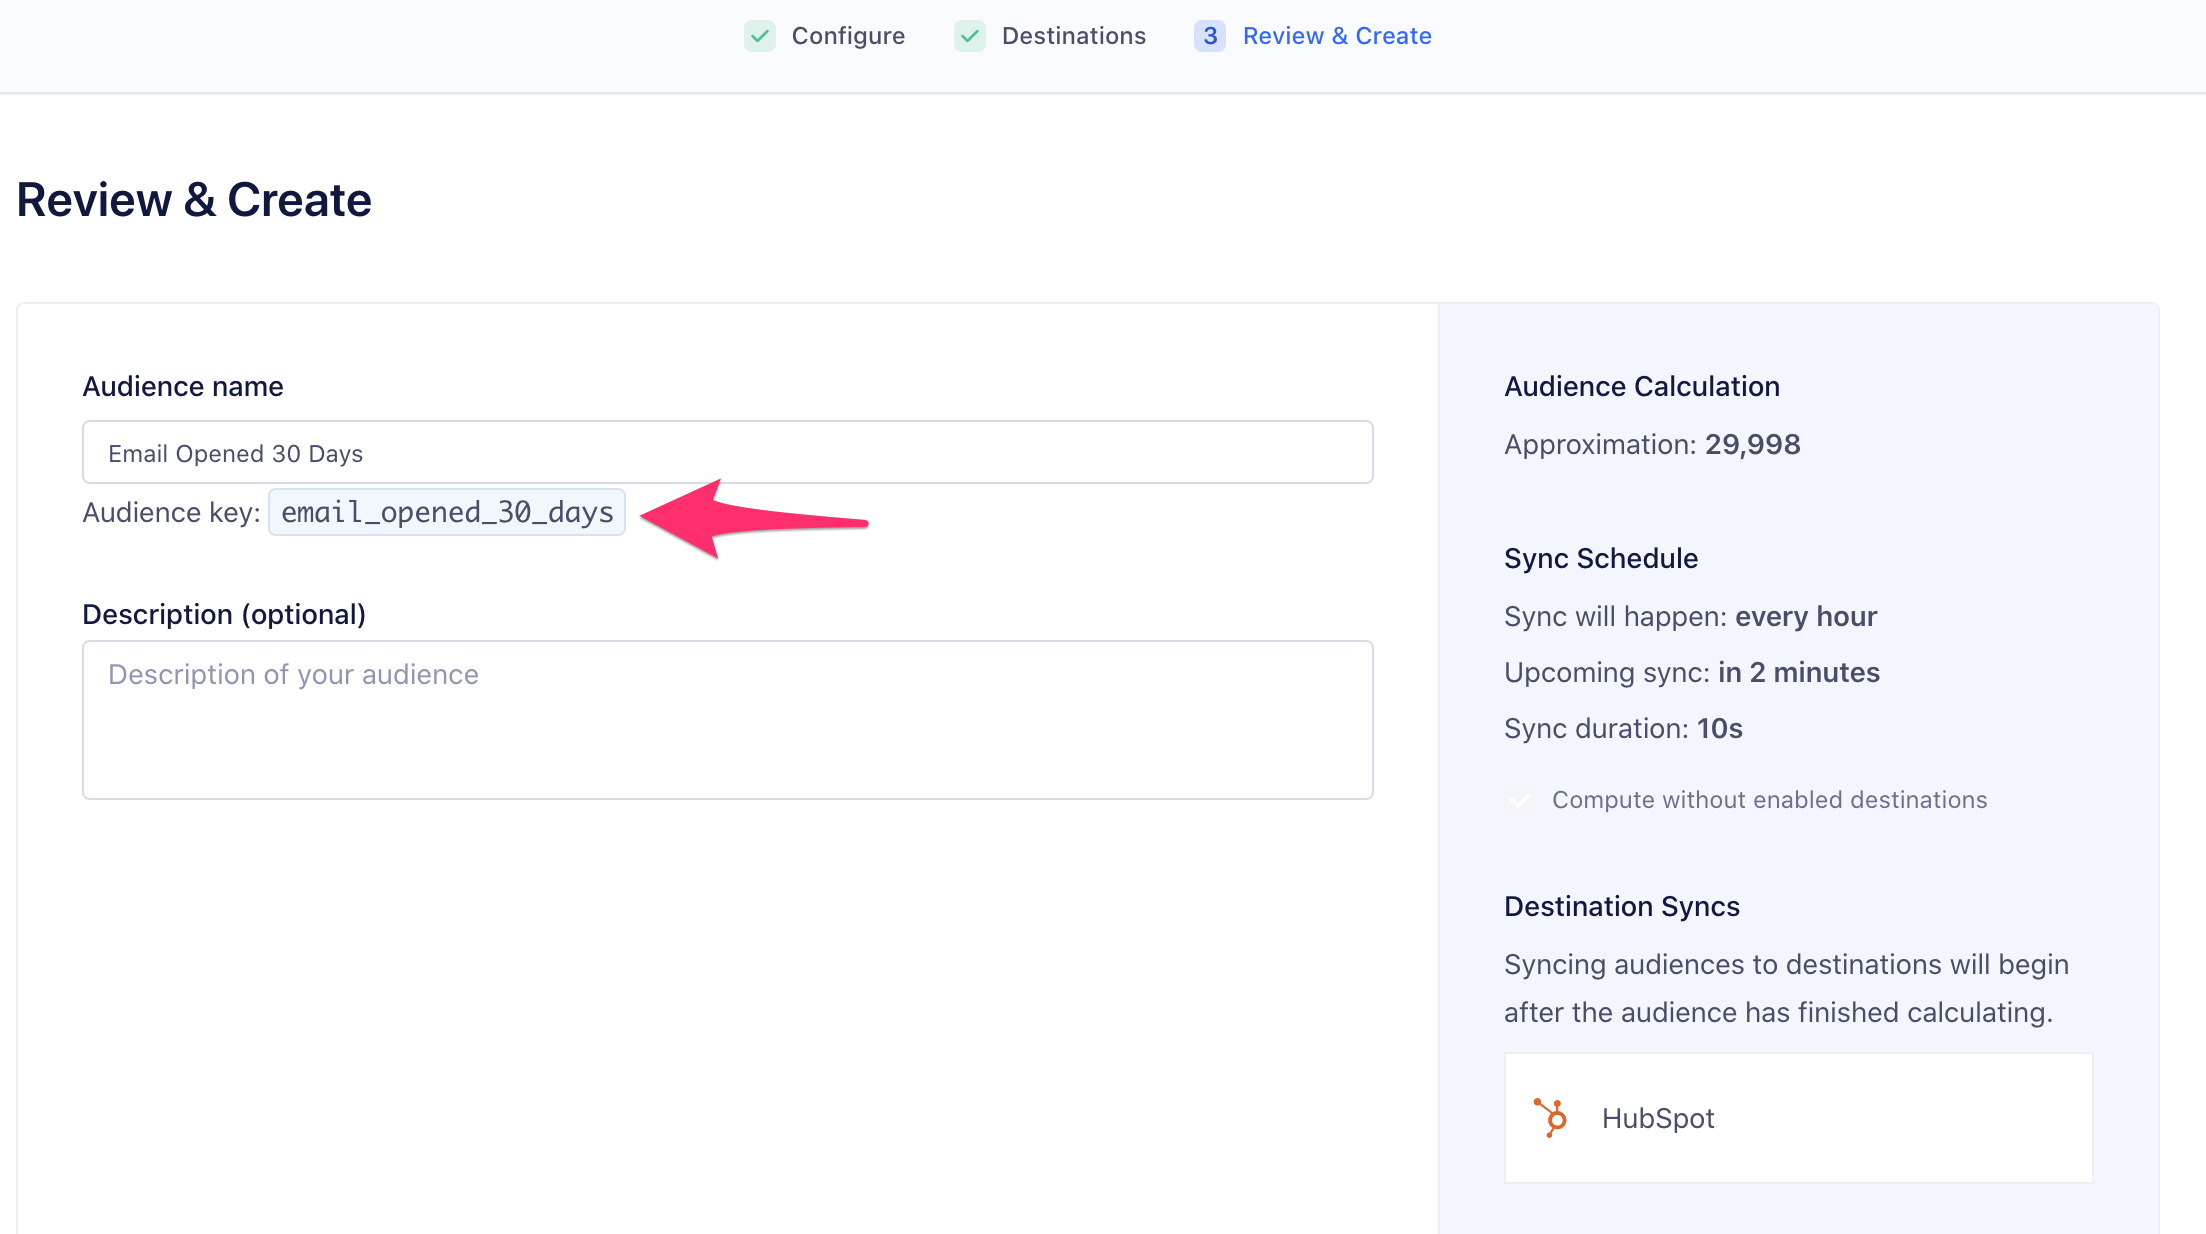 Configure
Destinations
3 Review & Create
Review & Create
Audience name
Email Opened 30 Days
Audience key: email_opened_30_days
Description (optional)
Description of your audience
Audience Calculation
Approximation: 29,998
Sync Schedule
Sync will happen: every hour
Upcoming sync: in 2 minutes
Sync duration: 10s
Compute without enabled destinations
Destination Syncs
Syncing audiences to destinations will begin
after the audience has finished calculating.
HubSpot